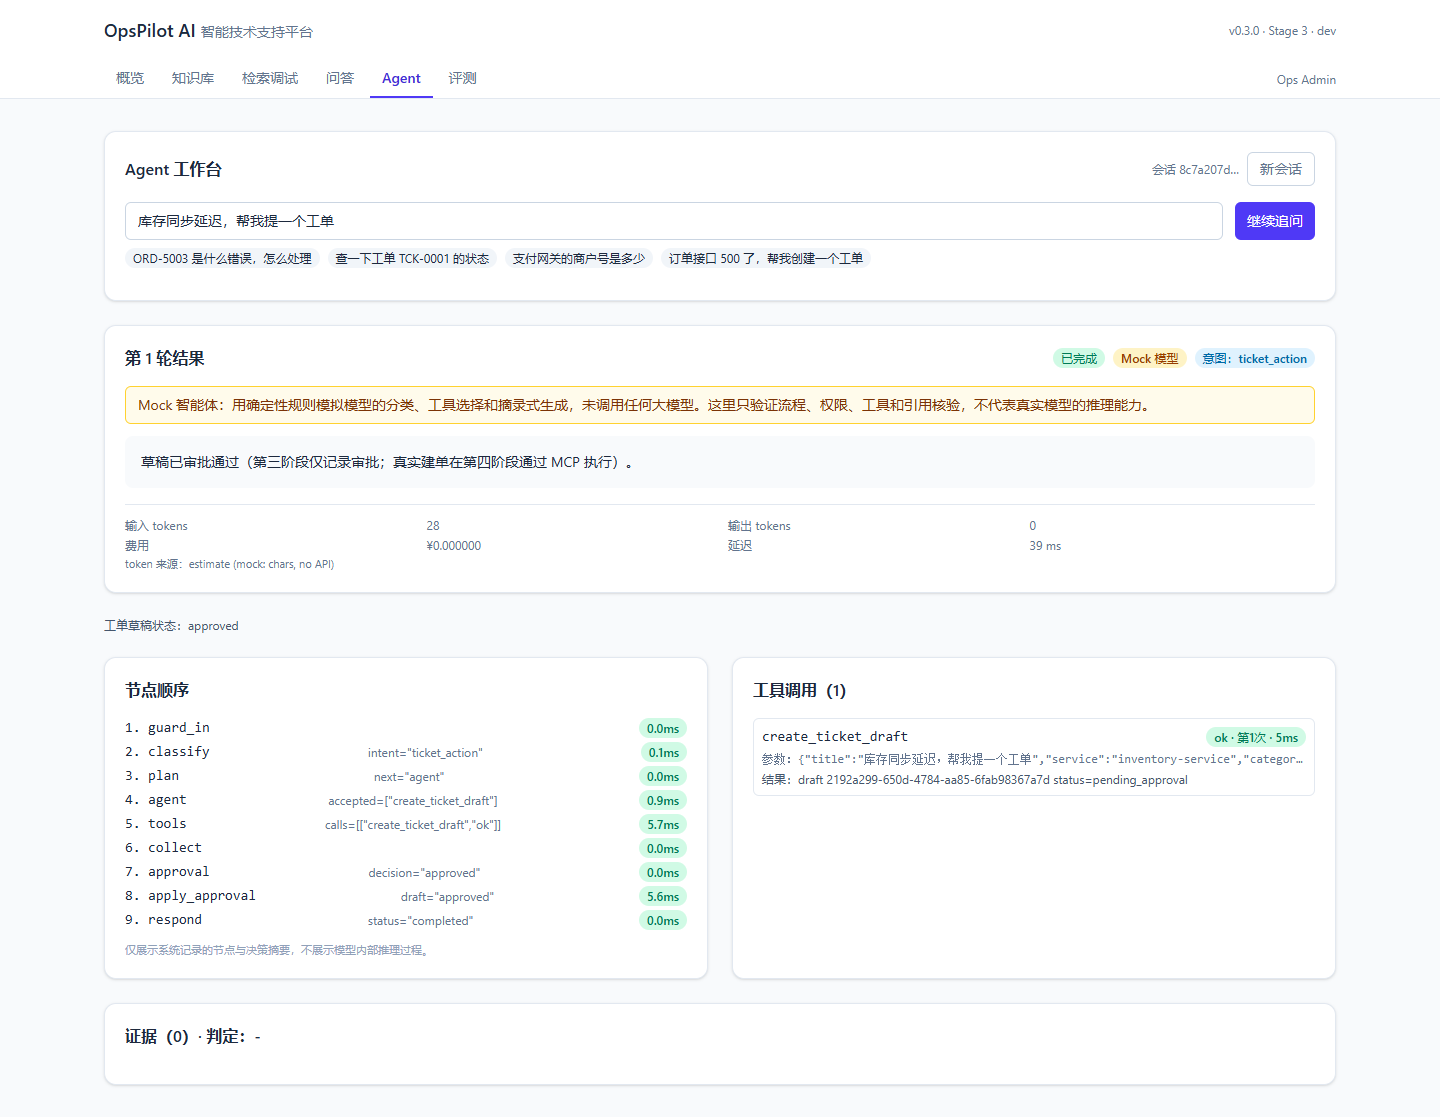 OpsPilot AI 智能技术支持平台
v0.3.0 · Stage 3 · dev
概览 知识库 检索调试 问答 Agent 评测
Ops Admin
Agent 工作台
会话 8c7a207d... 新会话
库存同步延迟，帮我提一个工单
继续追问
ORD-5003 是什么错误，怎么处理 查一下工单 TCK-0001 的状态 支付网关的商户号是多少 订单接口 500 了，帮我创建一个工单
第 1 轮结果
已完成 Mock 模型 意图：ticket_action
Mock 智能体：用确定性规则模拟模型的分类、工具选择和摘录式生成，未调用任何大模型。这里只验证流程、权限、工具和引用核验，不代表真实模型的推理能力。
草稿已审批通过（第三阶段仅记录审批；真实建单在第四阶段通过 MCP 执行）。
输入 tokens 28 输出 tokens 0
费用 ¥0.000000 延迟 39 ms
token 来源：estimate (mock: chars, no API)
工单草稿状态：approved
节点顺序
1. guard_in 0.0ms
2. classify intent="ticket_action" 0.1ms
3. plan next="agent" 0.0ms
4. agent accepted=["create_ticket_draft"] 0.9ms
5. tools calls=[["create_ticket_draft","ok"]] 5.7ms
6. collect 0.0ms
7. approval decision="approved" 0.0ms
8. apply_approval draft="approved" 5.6ms
9. respond status="completed" 0.0ms
仅展示系统记录的节点与决策摘要，不展示模型内部推理过程。
工具调用（1）
create_ticket_draft ok · 第1次 · 5ms
参数：{"title":"库存同步延迟，帮我提一个工单","service":"inventory-service","categor...
结果：draft 2192a299-650d-4784-aa85-6fab98367a7d status=pending_approval
证据（0）· 判定：-